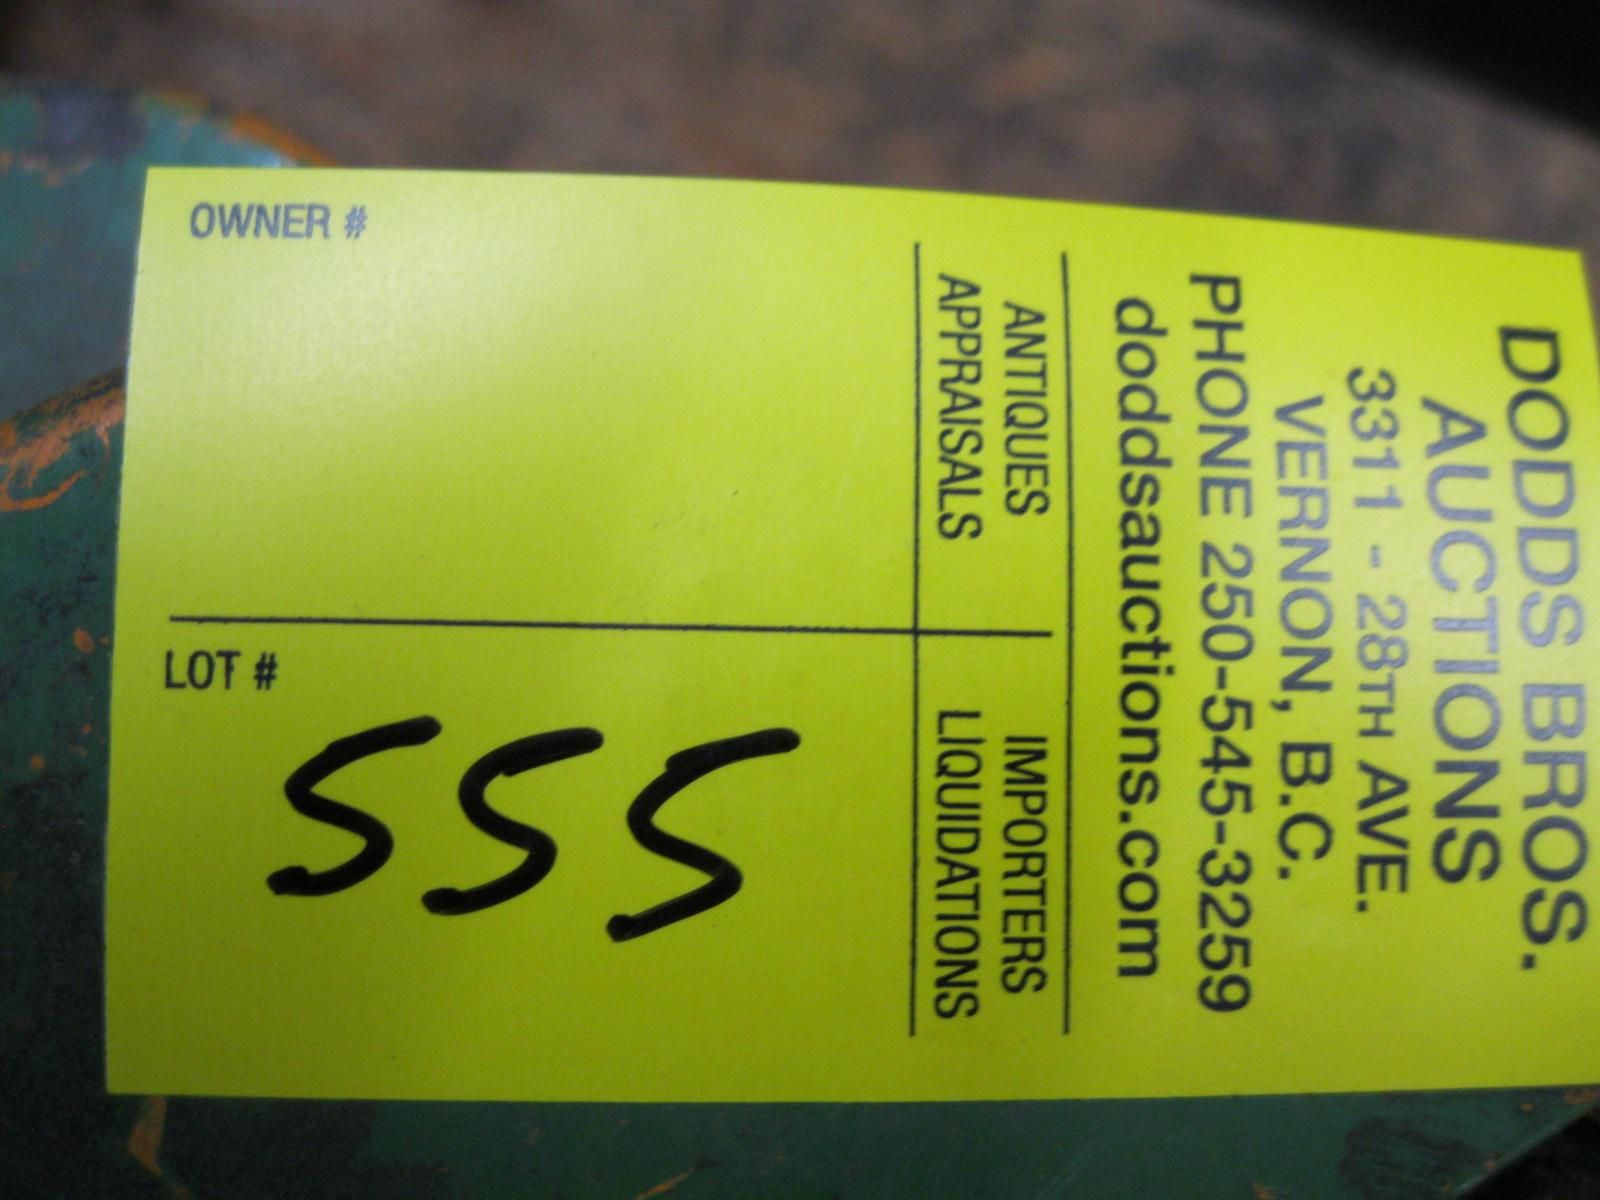 DODDS BROS.
AUCTIONS
3311 - 28TH AVE.
VERNON, B.C.
PHONE 250-545-3259
doddsauctions.com
ANTIQUES IMPORTERS
APPRAISALS LIQUIDATIONS
OWNER #
LOT #
555